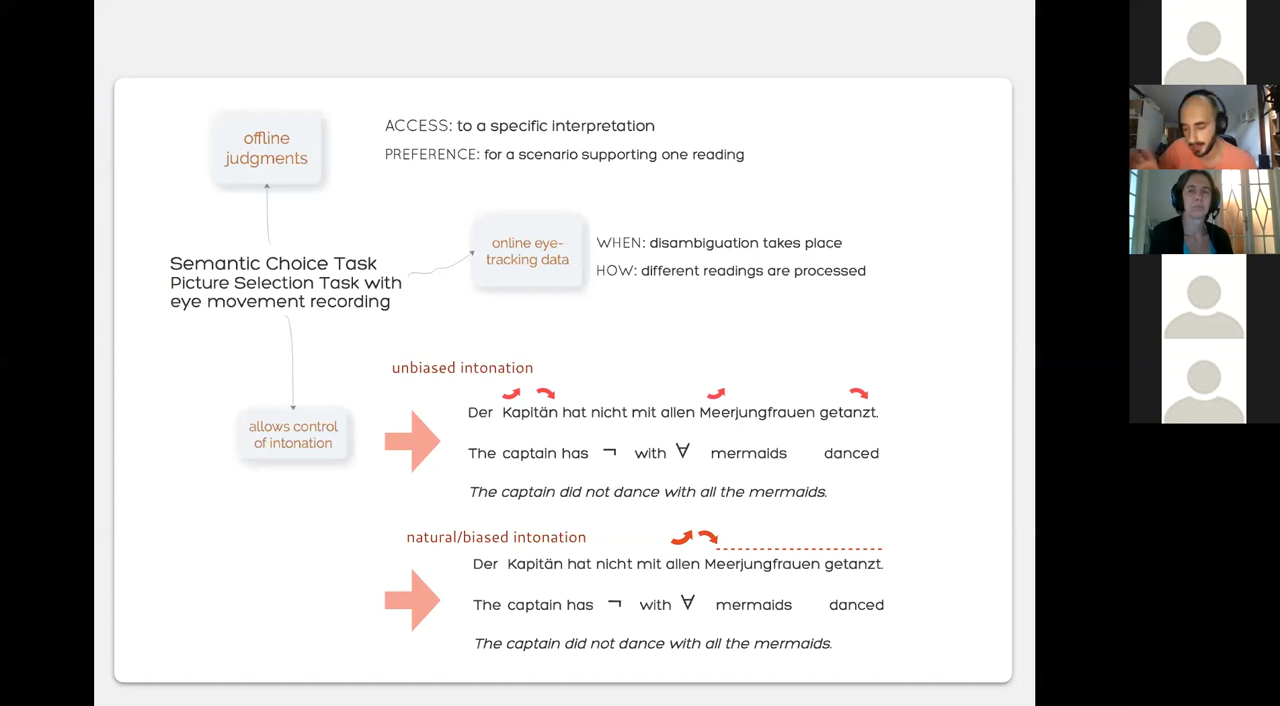 offline
judgments
ACCESS: to a specific interpretation
PREFERENCE: for a scenario supporting one reading
online eye-
tracking data
WHEN: disambiguation takes place
HOW: different readings are processed
Semantic Choice Task
Picture Selection Task with
eye movement recording
allows control
of intonation
unbiased intonation
Der Kapitän hat nicht mit allen Meerjungfrauen getanzt.
The captain has ¬ with ∀ mermaids danced
The captain did not dance with all the mermaids.
natural/biased intonation
Der Kapitän hat nicht mit allen Meerjungfrauen getanzt.
The captain has ¬ with ∀ mermaids danced
The captain did not dance with all the mermaids.